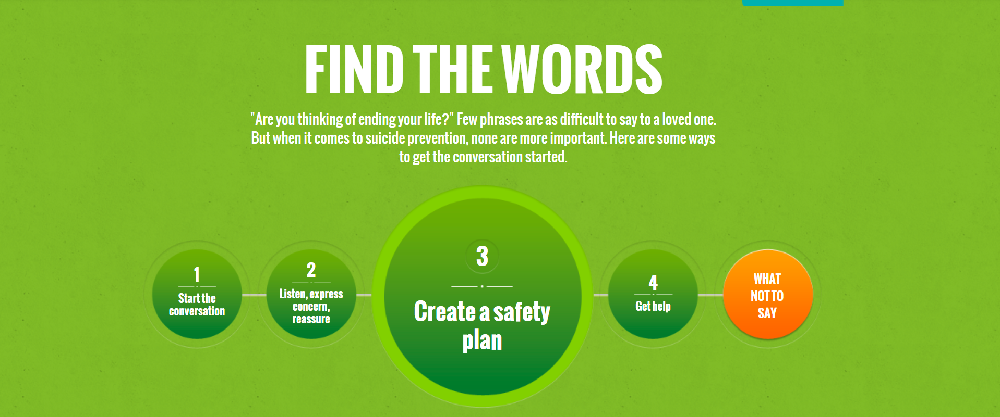 FIND THE WORDS
"Are you thinking of ending your life?" Few phrases are as difficult to say to a loved one.
But when it comes to suicide prevention, none are more important. Here are some ways
to get the conversation started.
1
Start the
conversation
2
Listen, express
concern,
reassure
3
Create a safety
plan
4
Get help
WHAT
NOT TO
SAY